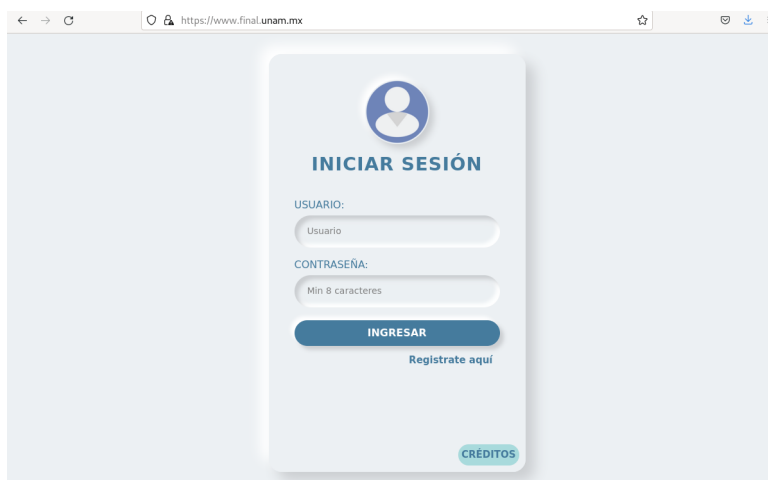 https://www.final.unam.mx
INICIAR SESIÓN
USUARIO:
Usuario
CONTRASEÑA:
Min 8 caracteres
INGRESAR
Registrate aquí
CRÉDITOS